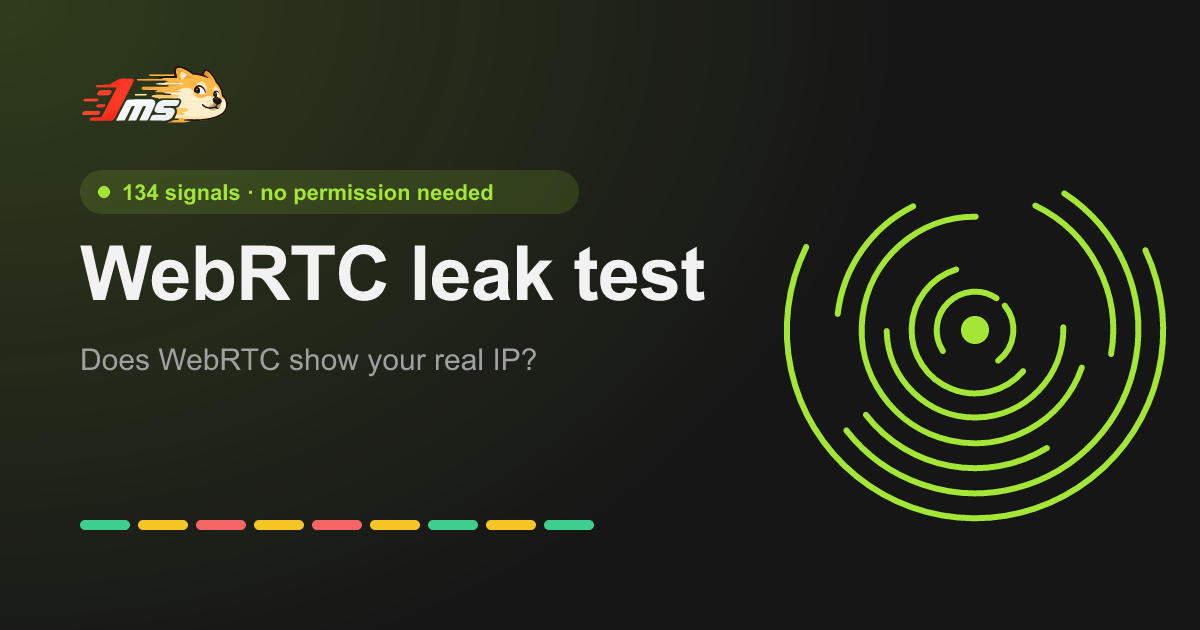 1ms
134 signals · no permission needed
WebRTC leak test
Does WebRTC show your real IP?